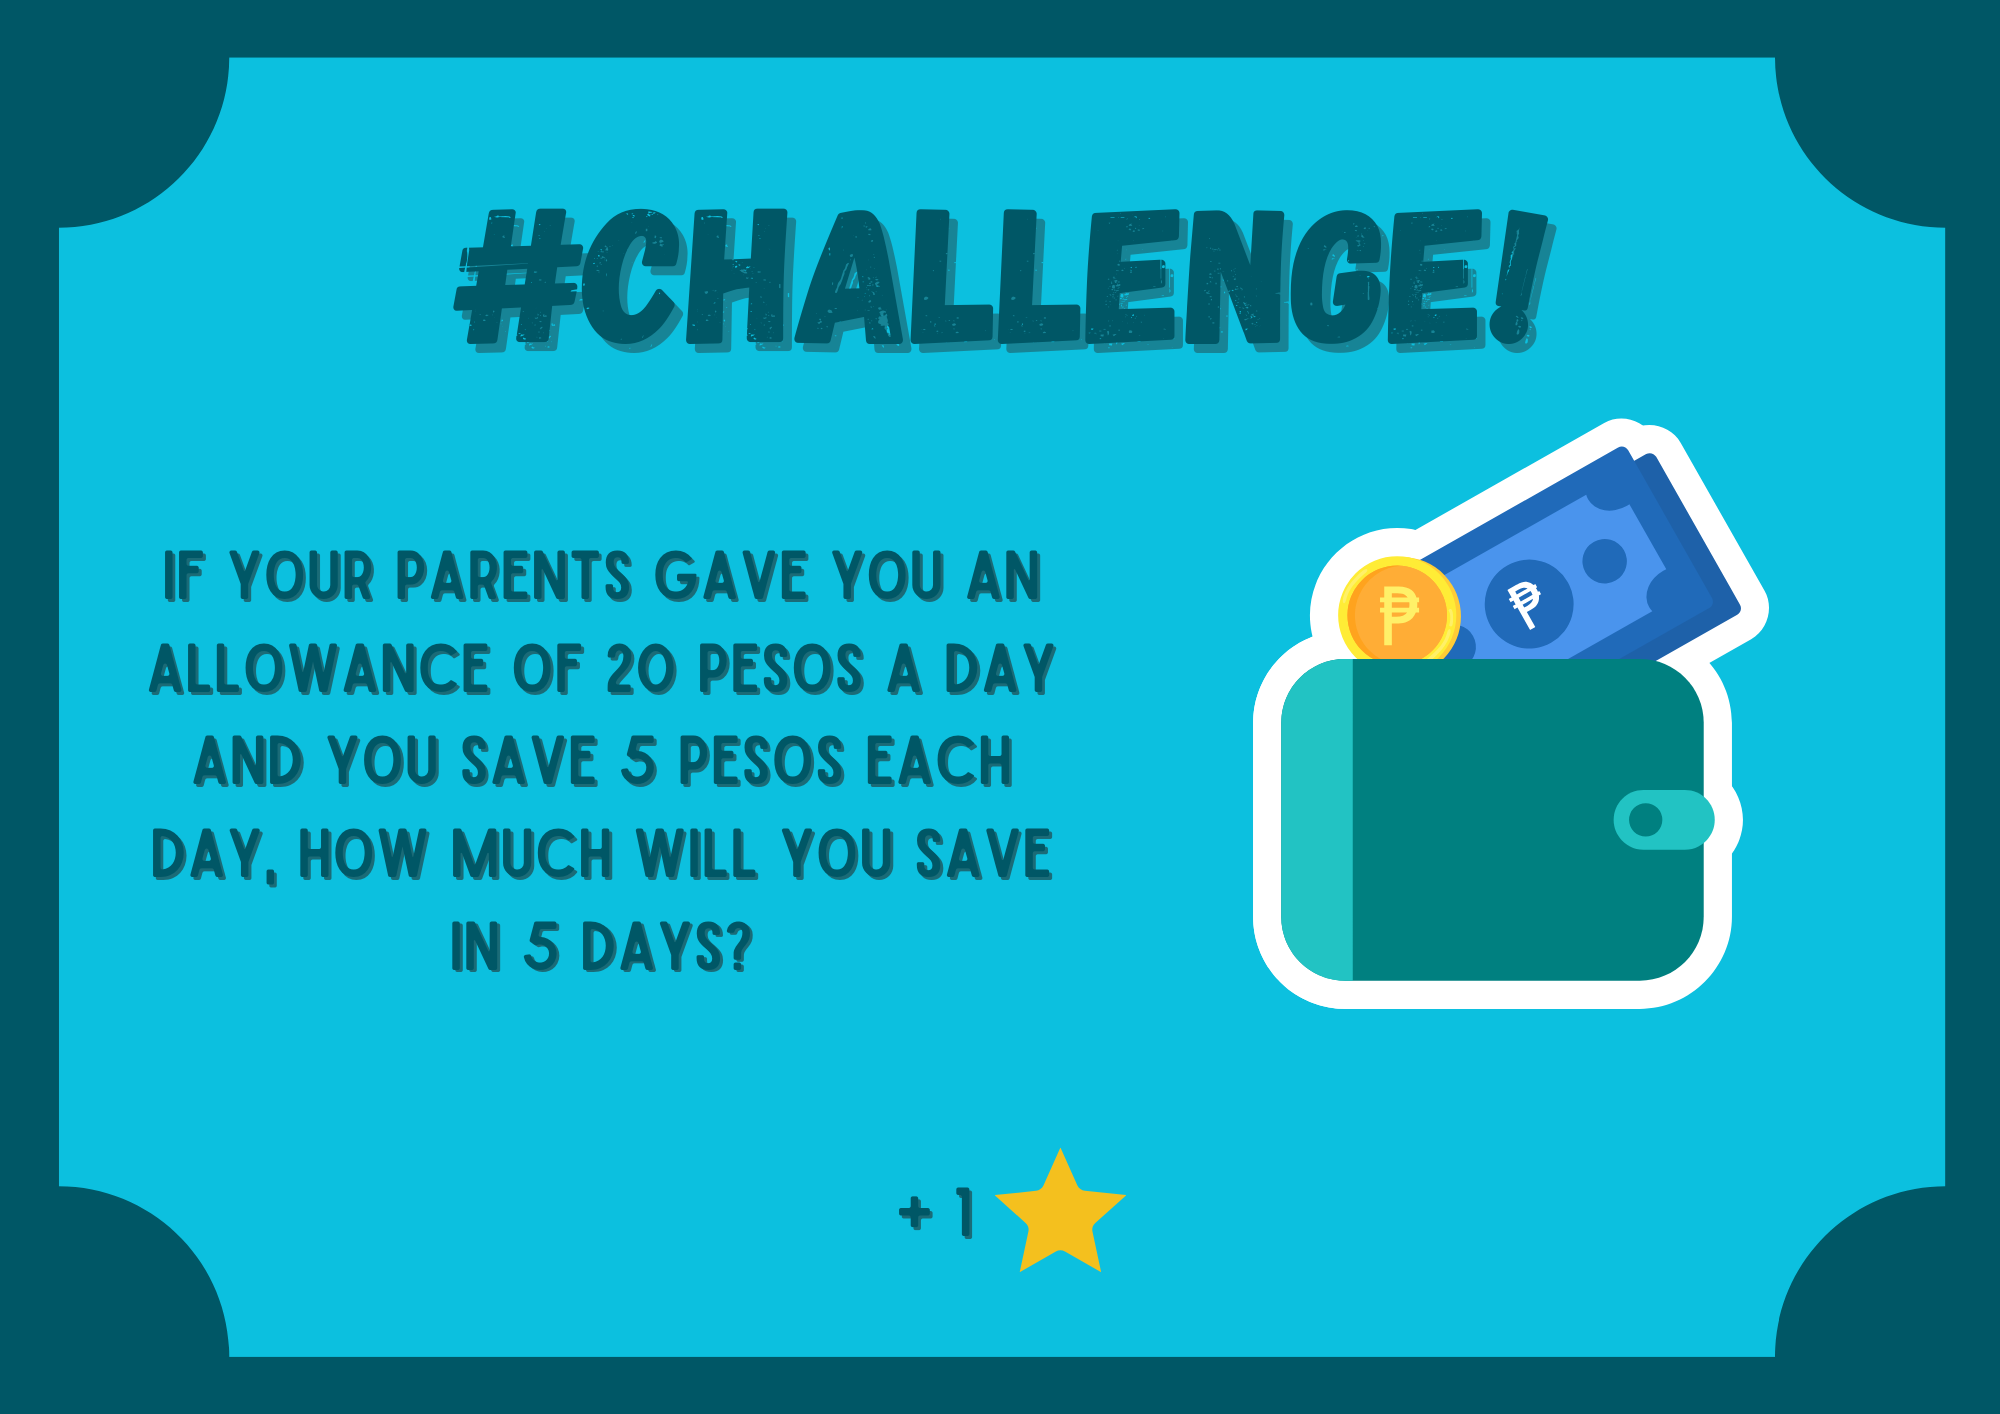 #CHALLENGE!
IF YOUR PARENTS GAVE YOU AN
ALLOWANCE OF 20 PESOS A DAY
AND YOU SAVE 5 PESOS EACH
DAY, HOW MUCH WILL YOU SAVE
IN 5 DAYS?
₱
₱
+ 1